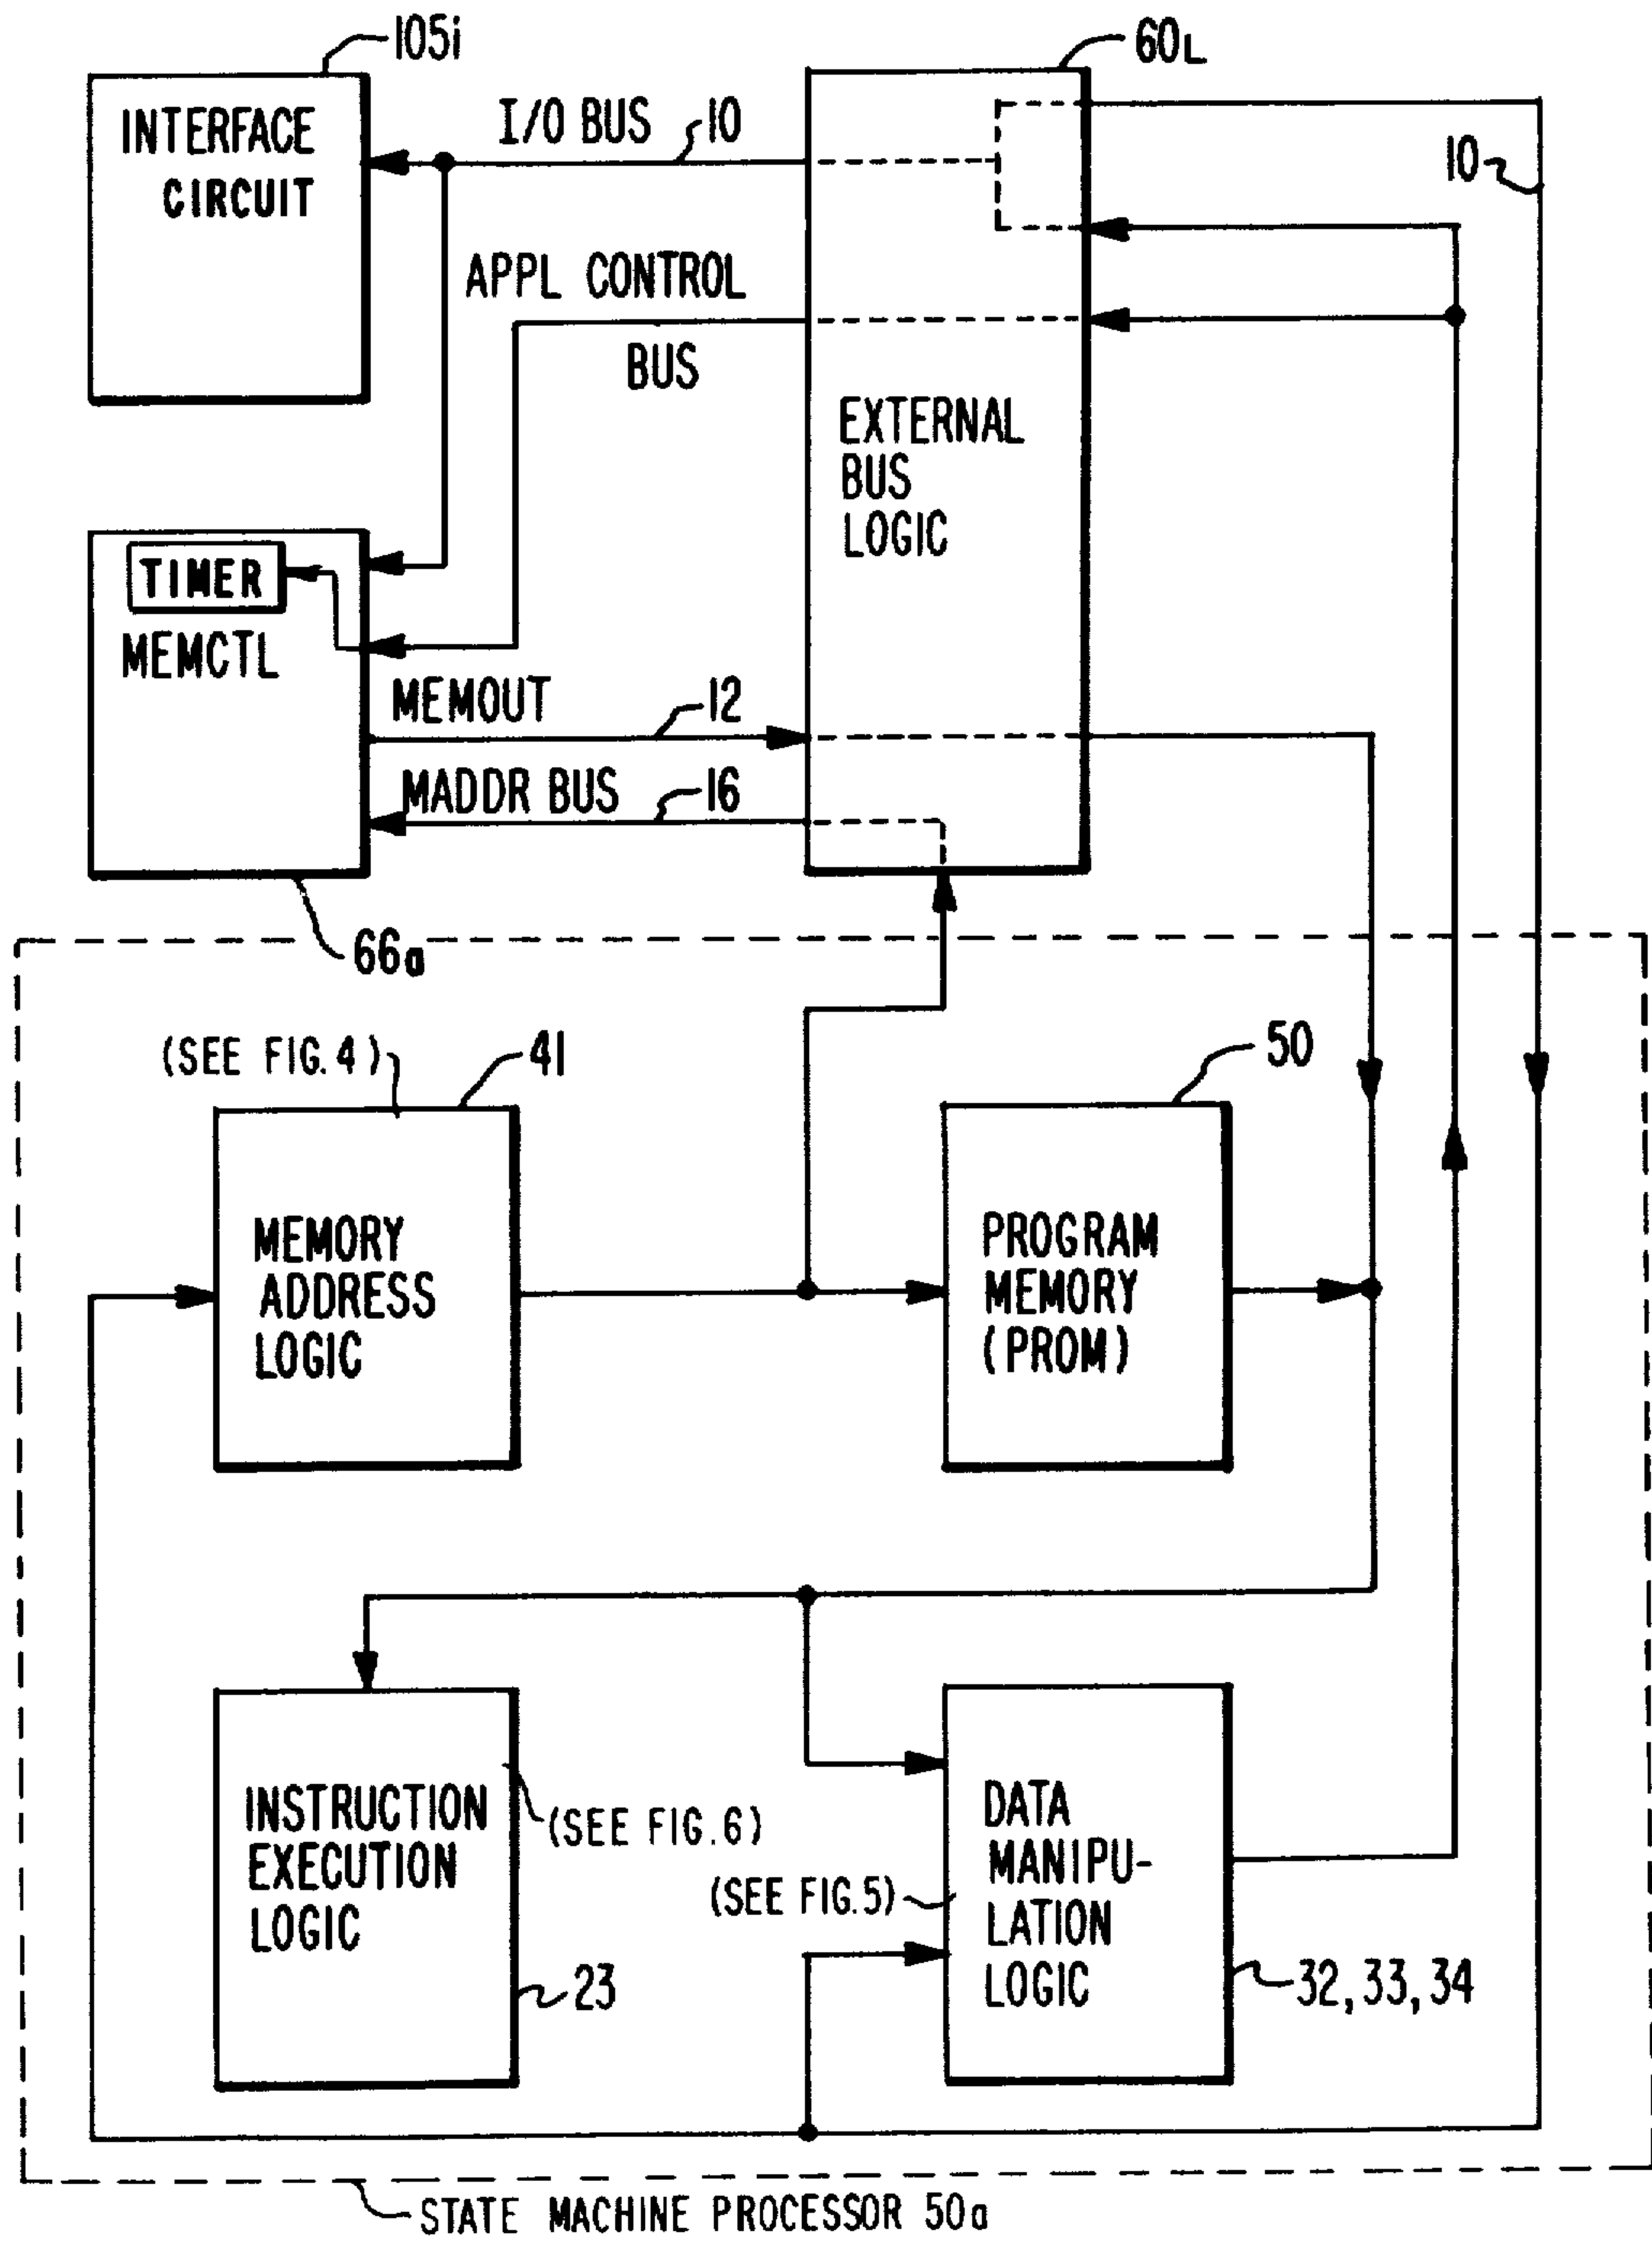 105i
60L
INTERFACE
CIRCUIT
I/O BUS
10
10
APPL CONTROL
BUS
EXTERNAL
BUS
LOGIC
TIMER
MEMCTL
MEMOUT
12
MADDR BUS
16
66a
(SEE FIG.4)
41
50
MEMORY
ADDRESS
LOGIC
PROGRAM
MEMORY
(PROM)
INSTRUCTION
EXECUTION
LOGIC
(SEE FIG.6)
23
DATA
MANIPU-
LATION
LOGIC
(SEE FIG.5)
32, 33, 34
STATE MACHINE PROCESSOR 50a